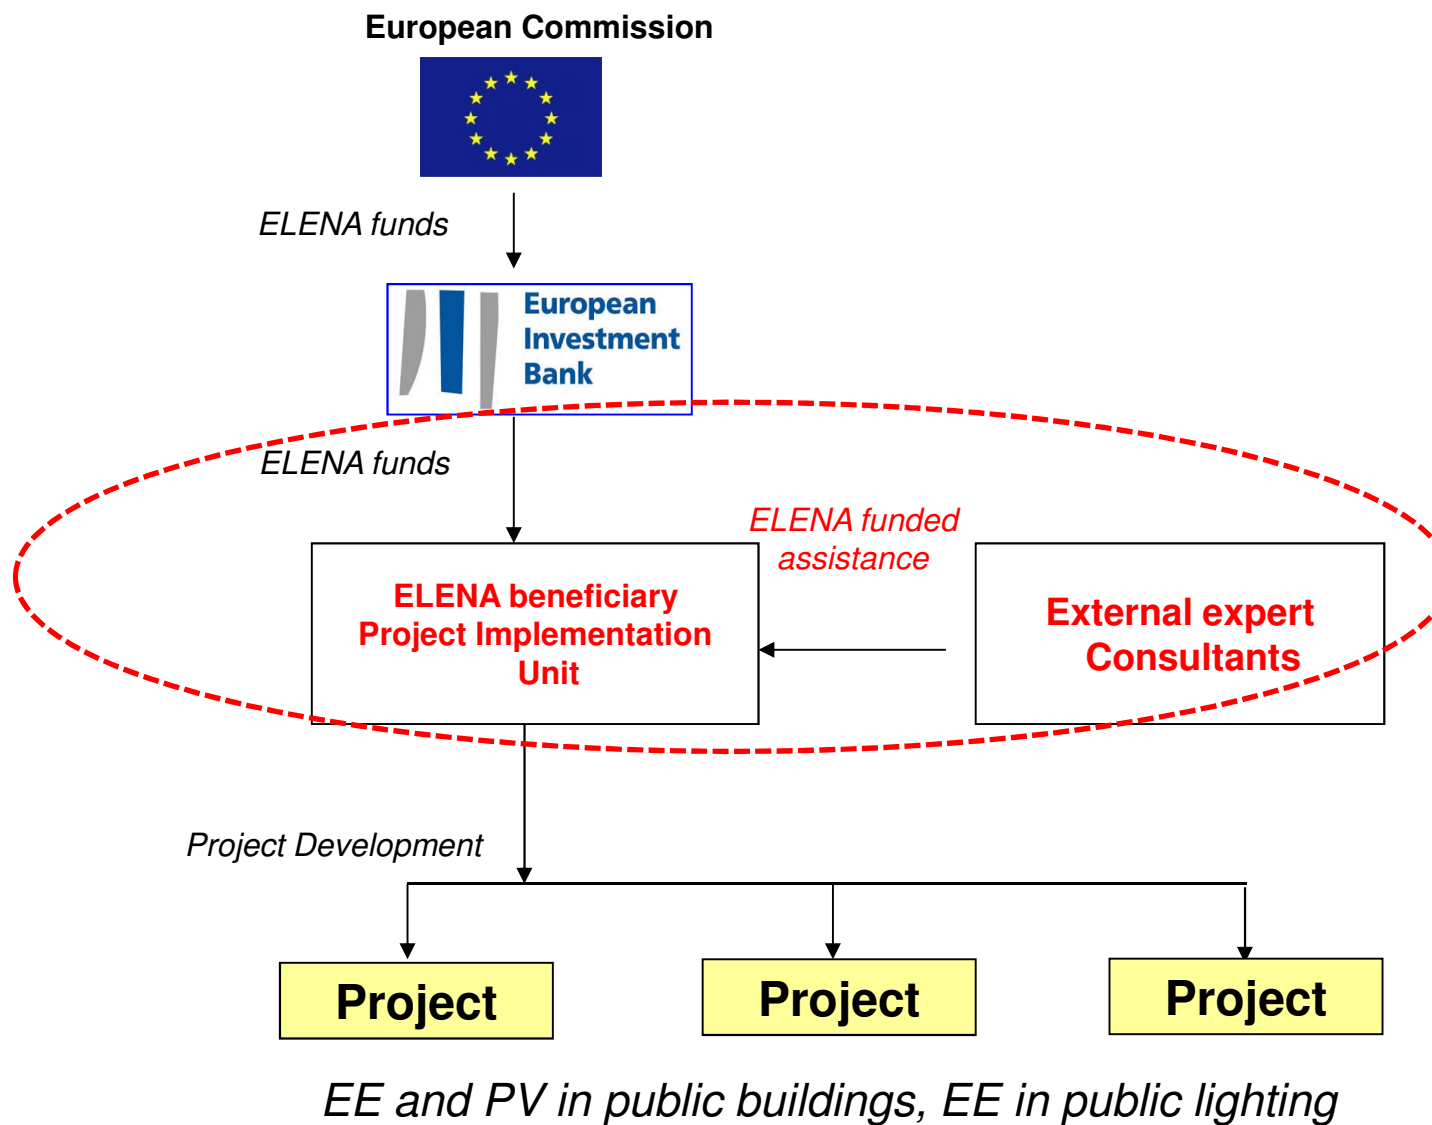 European Commission
ELENA funds
European
Investment
Bank
ELENA funds
ELENA funded
assistance
ELENA beneficiary
Project Implementation
Unit
External expert
Consultants
Project Development
Project
Project
Project
EE and PV in public buildings, EE in public lighting